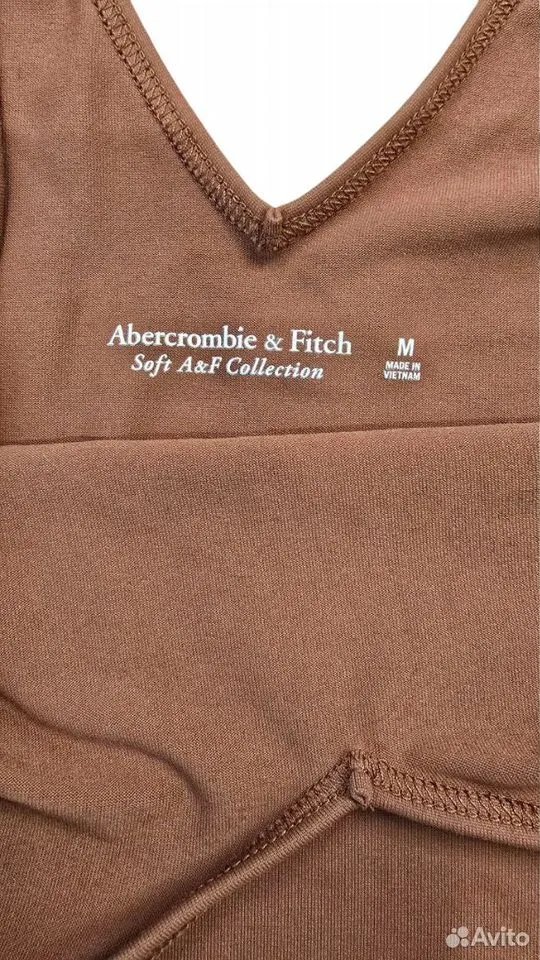 Abercrombie & Fitch
Soft A&F Collection
M
MADE IN
VIETNAM
Avito